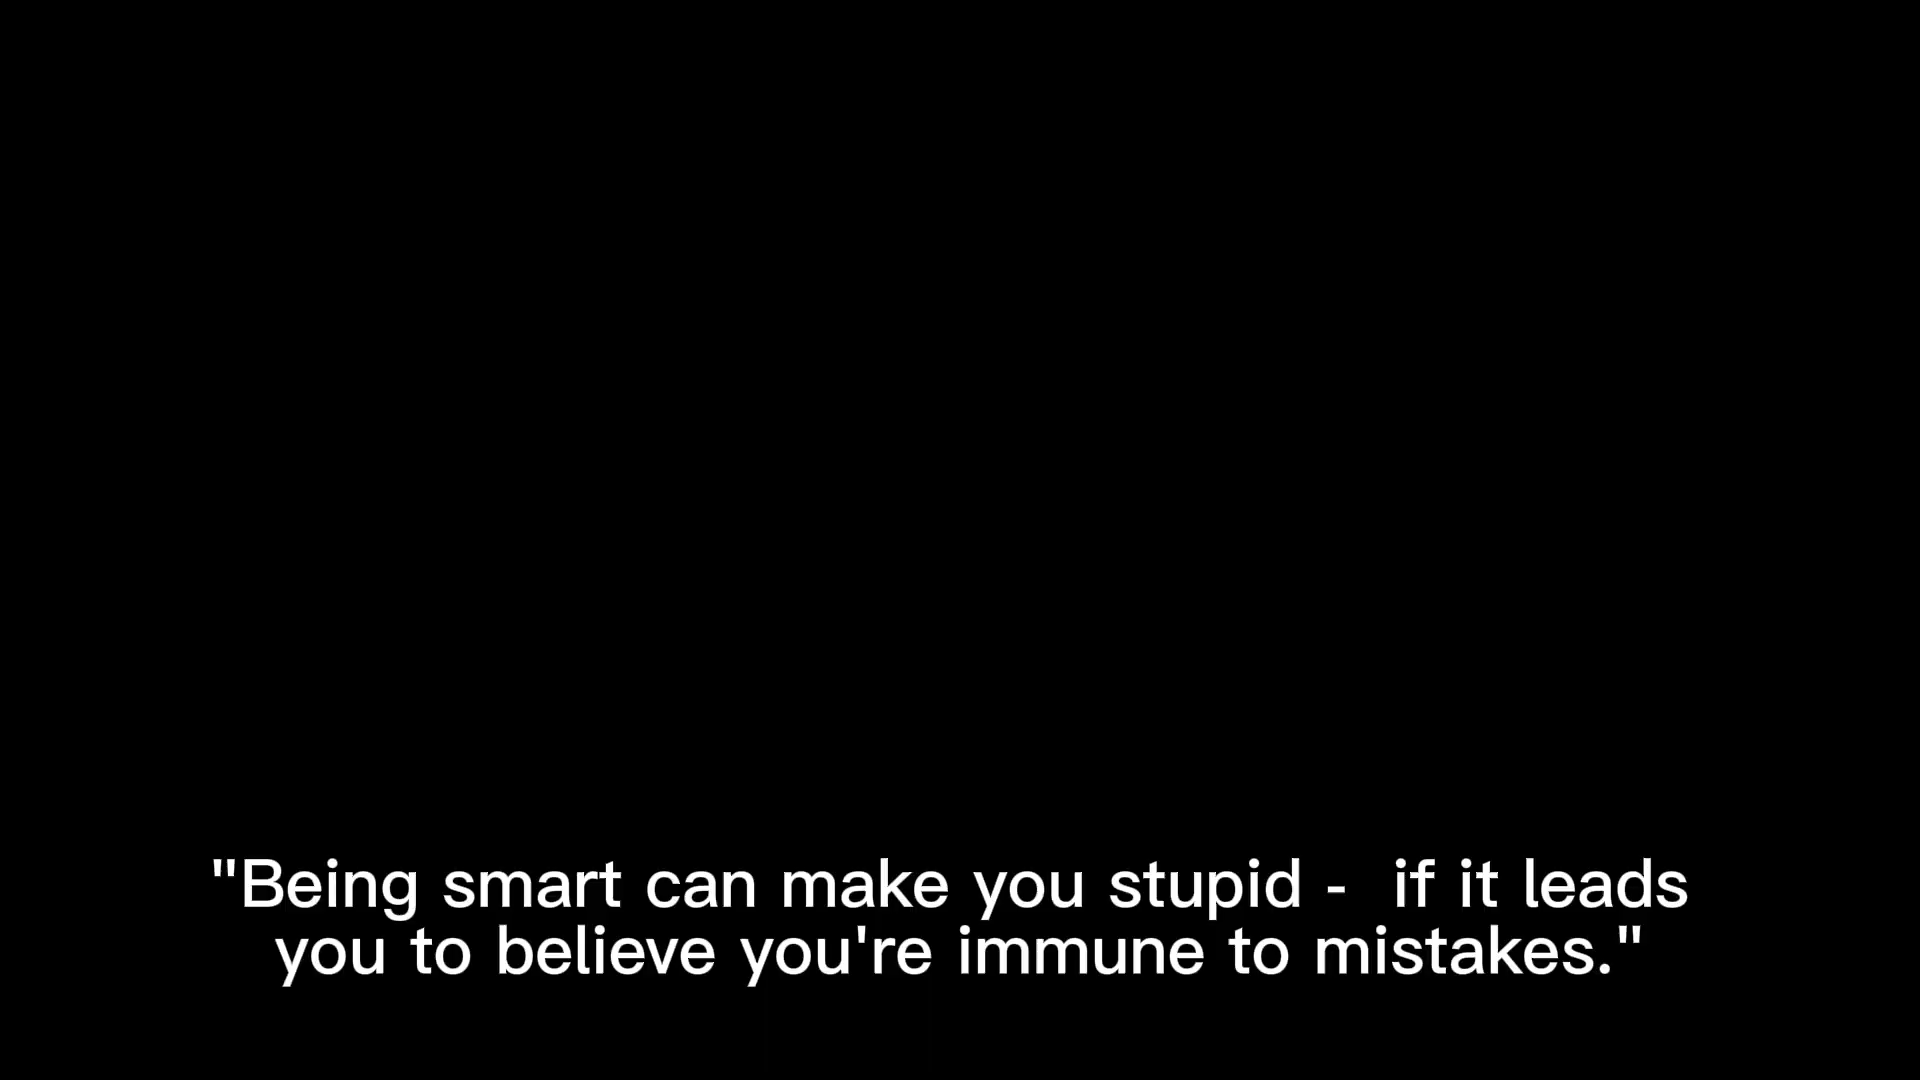 "Being smart can make you stupid -  if it leads
you to believe you're immune to mistakes."